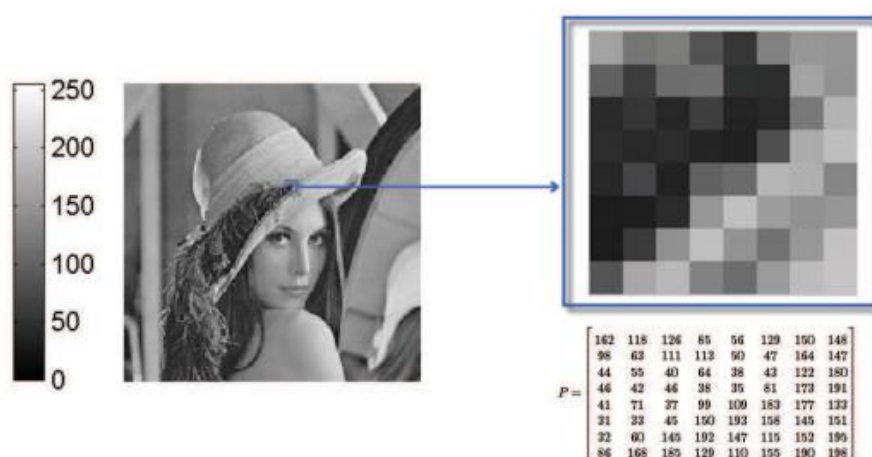 250
200
150
100
50
0
162 118 126 85 56 129 150 148
98 63 111 113 50 47 164 147
44 55 40 64 38 43 122 180
P = 46 42 46 38 35 81 173 191
41 71 37 99 109 183 177 133
31 33 45 150 193 158 145 151
32 60 145 192 147 115 152 195
86 168 185 129 110 155 190 198